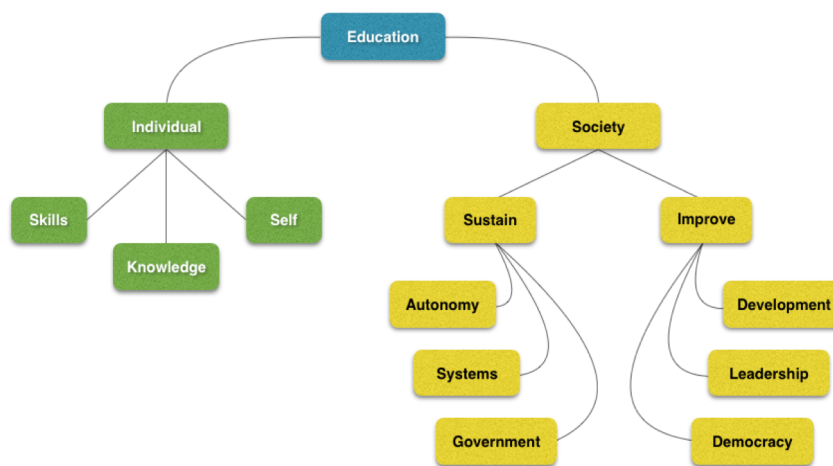 Education
Individual
Society
Skills
Knowledge
Self
Sustain
Improve
Autonomy
Systems
Government
Development
Leadership
Democracy